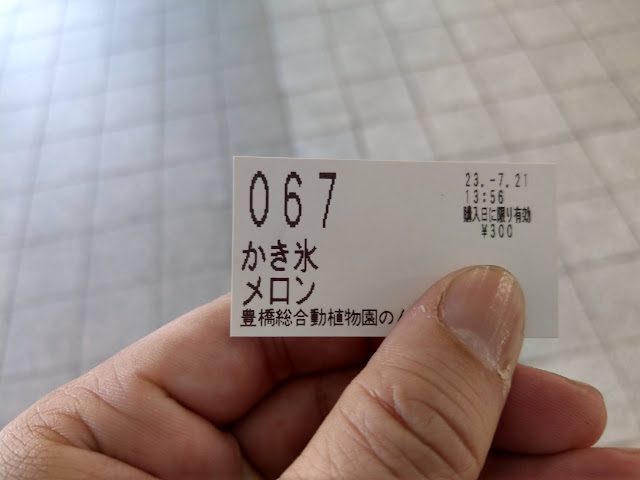 067
23.-7.21
13:56
購入日に限り有効
¥300
かき氷
メロン
豊橋総合動植物園の